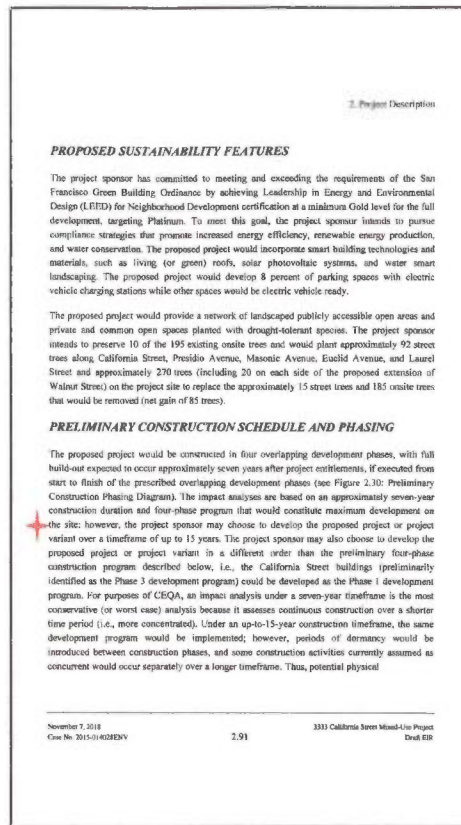 2. Project Description
PROPOSED SUSTAINABILITY FEATURES
The project sponsor has committed to meeting and exceeding the requirements of the San
Francisco Green Building Ordinance by achieving Leadership in Energy and Environmental
Design (LEED) for Neighborhood Development certification at a minimum Gold level for the full
development, targeting Platinum. To meet this goal, the project sponsor intends to pursue
compliance strategies that promote increased energy efficiency, renewable energy production,
and water conservation. The proposed project would incorporate smart building technologies and
materials, such as living (or green) roofs, solar photovoltaic systems, and water smart
landscaping. The proposed project would develop 8 percent of parking spaces with electric
vehicle charging stations while other spaces would be electric vehicle ready.
The proposed project would provide a network of landscaped publicly accessible open areas and
private and common open spaces planted with drought-tolerant species. The project sponsor
intends to preserve 10 of the 195 existing onsite trees and would plant approximately 92 street
trees along California Street, Presidio Avenue, Masonic Avenue, Euclid Avenue, and Laurel
Street and approximately 270 trees (including 20 on each side of the proposed extension of
Walnut Street) on the project site to replace the approximately 15 street trees and 185 onsite trees
that would be removed (net gain of 85 trees).
PRELIMINARY CONSTRUCTION SCHEDULE AND PHASING
The proposed project would be constructed in four overlapping development phases, with full
build-out expected to occur approximately seven years after project entitlements, if executed from
start to finish of the prescribed overlapping development phases (see Figure 2.30: Preliminary
Construction Phasing Diagram). The impact analyses are based on an approximately seven-year
construction duration and four-phase program that would constitute maximum development on
the site; however, the project sponsor may choose to develop the proposed project or project
variant over a timeframe of up to 15 years. The project sponsor may also choose to develop the
proposed project or project variant in a different order than the preliminary four-phase
construction program described below, i.e., the California Street buildings (preliminarily
identified as the Phase 3 development program) could be developed as the Phase 1 development
program. For purposes of CEQA, an impact analysis under a seven-year timeframe is the most
conservative (or worst case) analysis because it assesses continuous construction over a shorter
time period (i.e., more concentrated). Under an up-to-15-year construction timeframe, the same
development program would be implemented; however, periods of dormancy would be
introduced between construction phases, and some construction activities currently assumed as
concurrent would occur separately over a longer timeframe. Thus, potential physical
November 7, 2018
Case No. 2015-014028ENV
2.91
3333 California Street Mixed-Use Project
Draft EIR